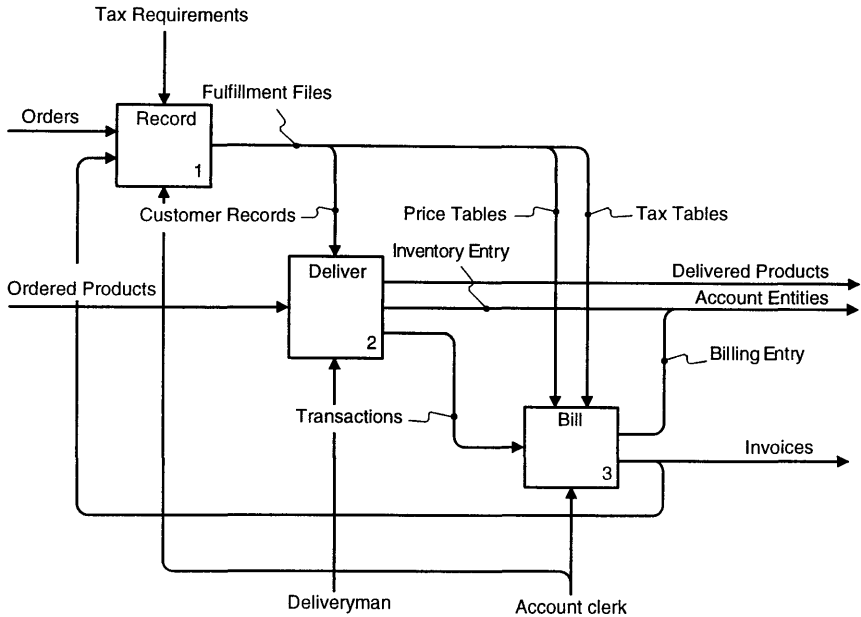 Tax Requirements
Fulfillment Files
Orders
Record
1
Customer Records
Price Tables
Tax Tables
Inventory Entry
Deliver
Delivered Products
Ordered Products
Account Entities
2
Billing Entry
Transactions
Bill
Invoices
3
Deliveryman
Account clerk